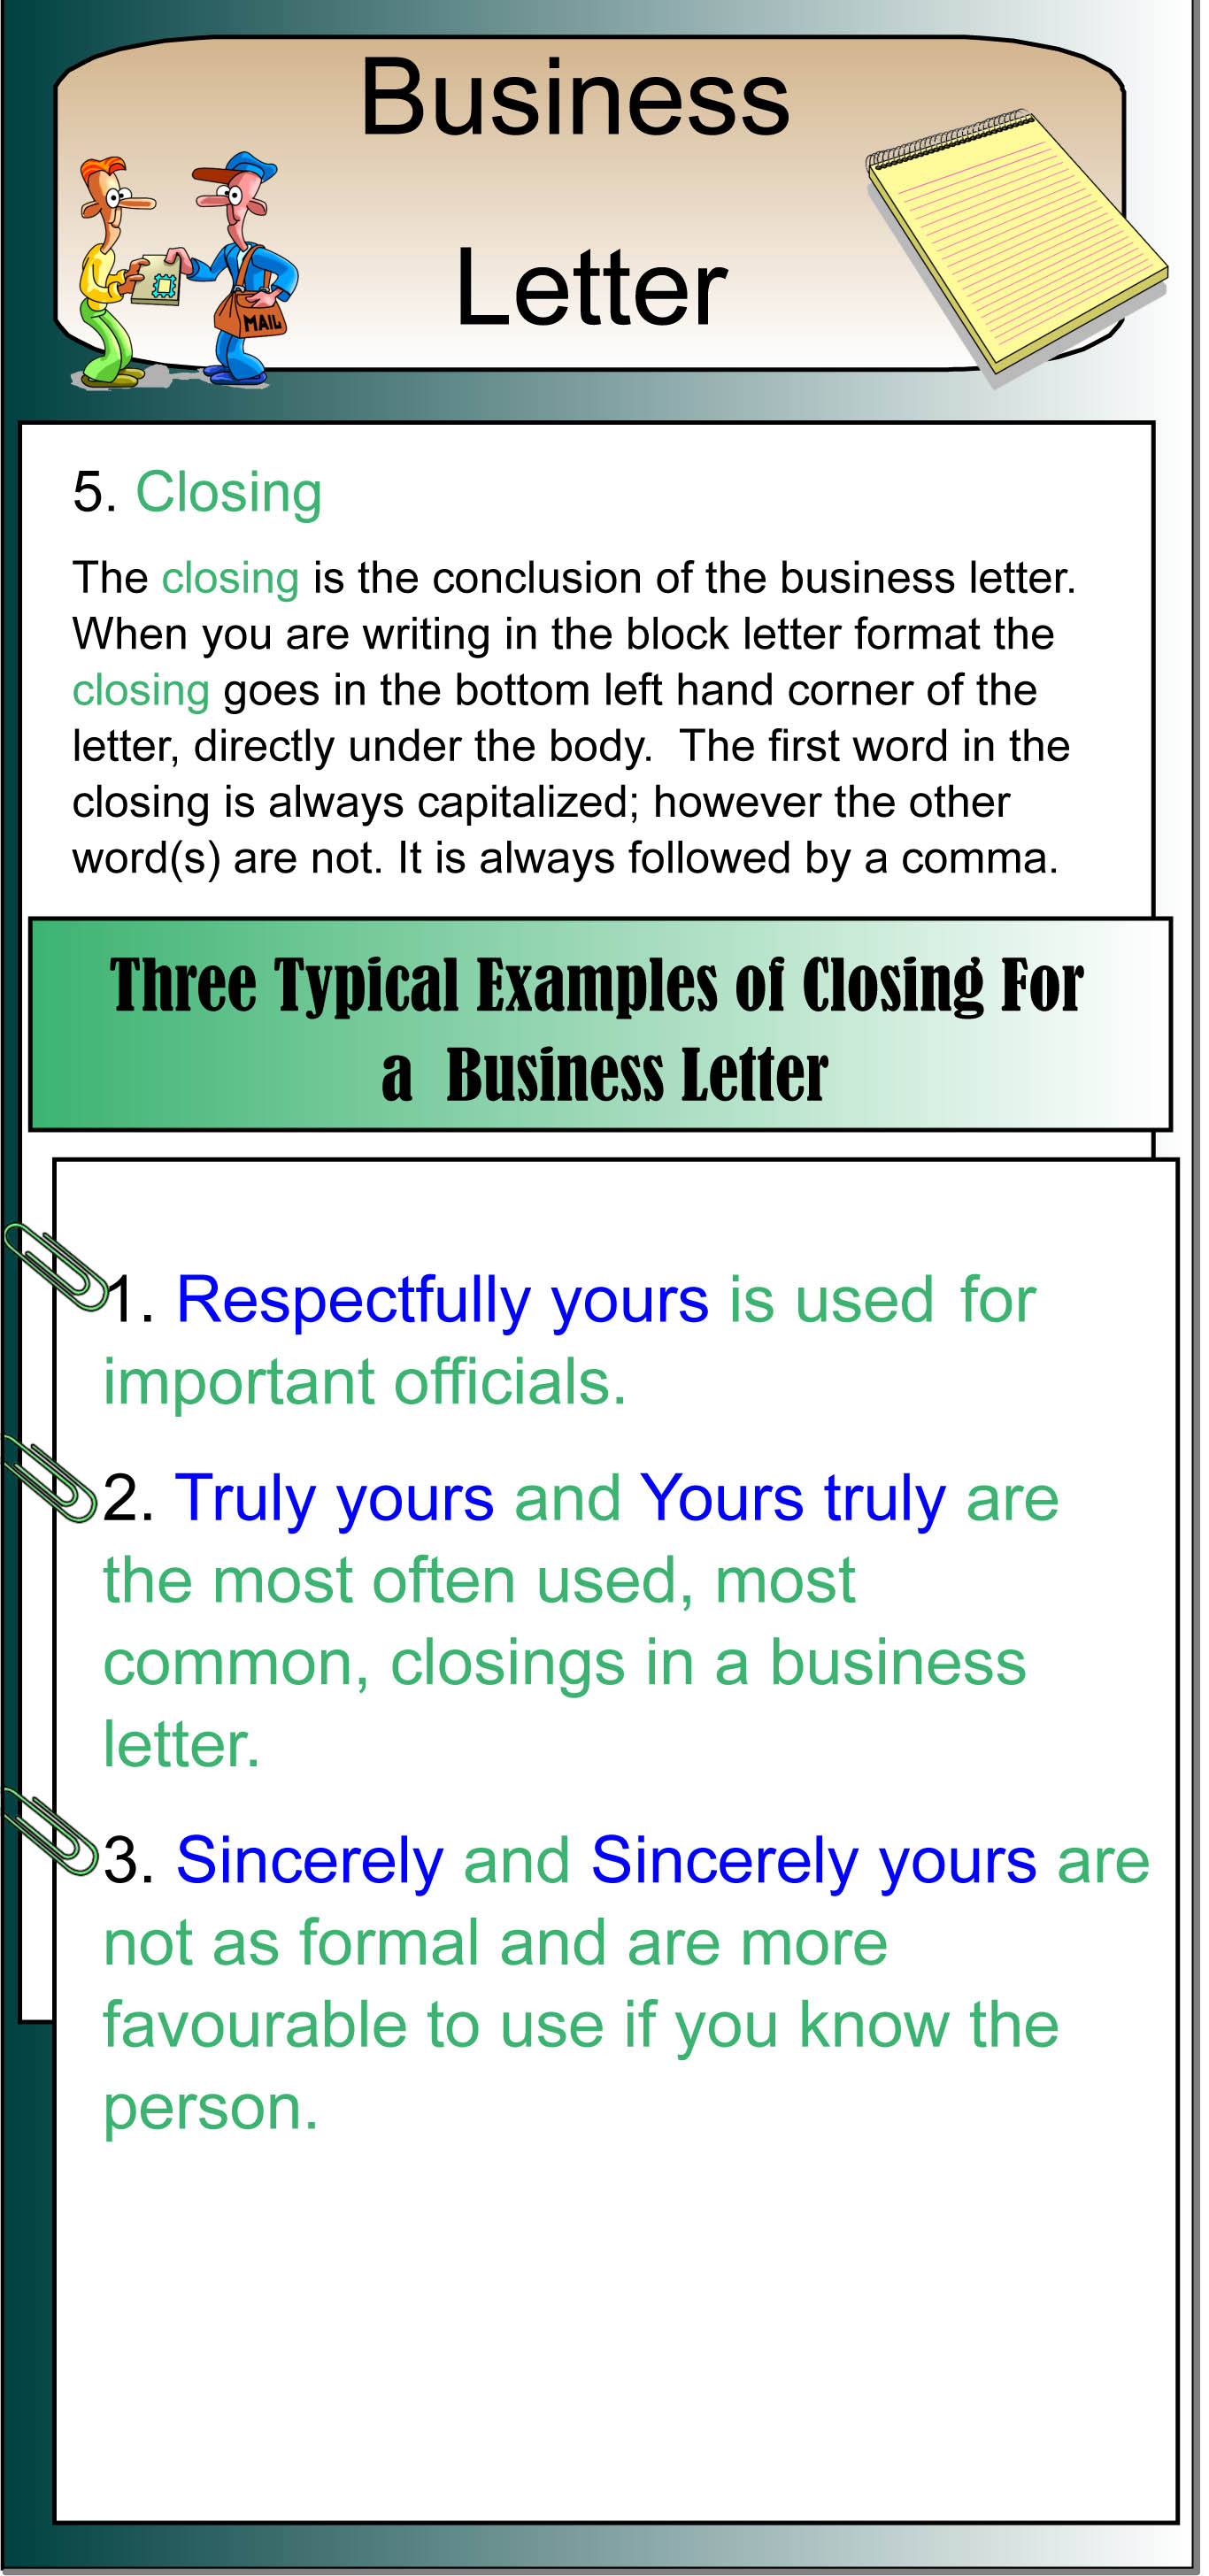 Business
Letter
MAIL
5. Closing
The closing is the conclusion of the business letter.
When you are writing in the block letter format the
closing goes in the bottom left hand corner of the
letter, directly under the body.  The first word in the
closing is always capitalized; however the other
word(s) are not. It is always followed by a comma.
Three Typical Examples of Closing For
a  Business Letter
1. Respectfully yours is used for
important officials.
2. Truly yours and Yours truly are
the most often used, most
common, closings in a business
letter.
3. Sincerely and Sincerely yours are
not as formal and are more
favourable to use if you know the
person.